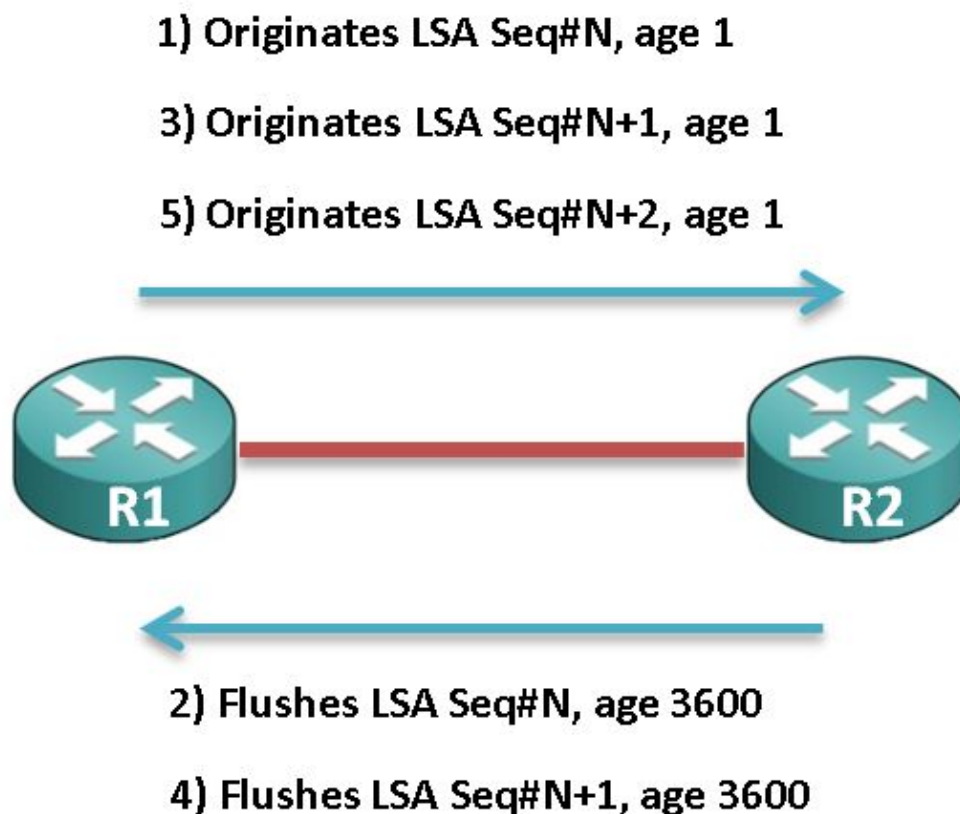 1) Originates LSA Seq#N, age 1
3) Originates LSA Seq#N+1, age 1
5) Originates LSA Seq#N+2, age 1
R1
R2
2) Flushes LSA Seq#N, age 3600
4) Flushes LSA Seq#N+1, age 3600